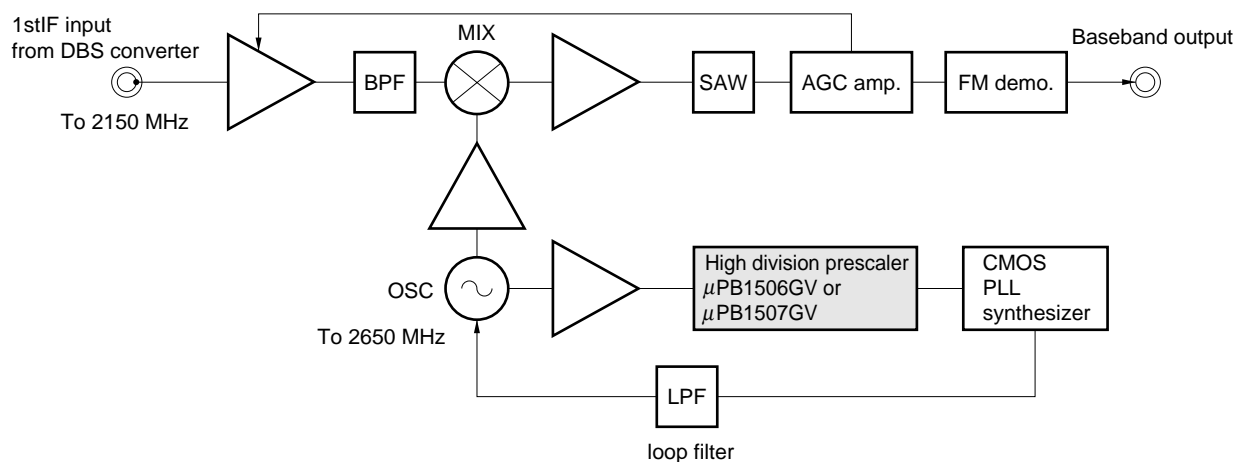 1stIF input
from DBS converter
To 2150 MHz
BPF
MIX
SAW
AGC amp.
FM demo.
Baseband output
OSC
To 2650 MHz
High division prescaler
μPB1506GV or
μPB1507GV
CMOS
PLL
synthesizer
LPF
loop filter